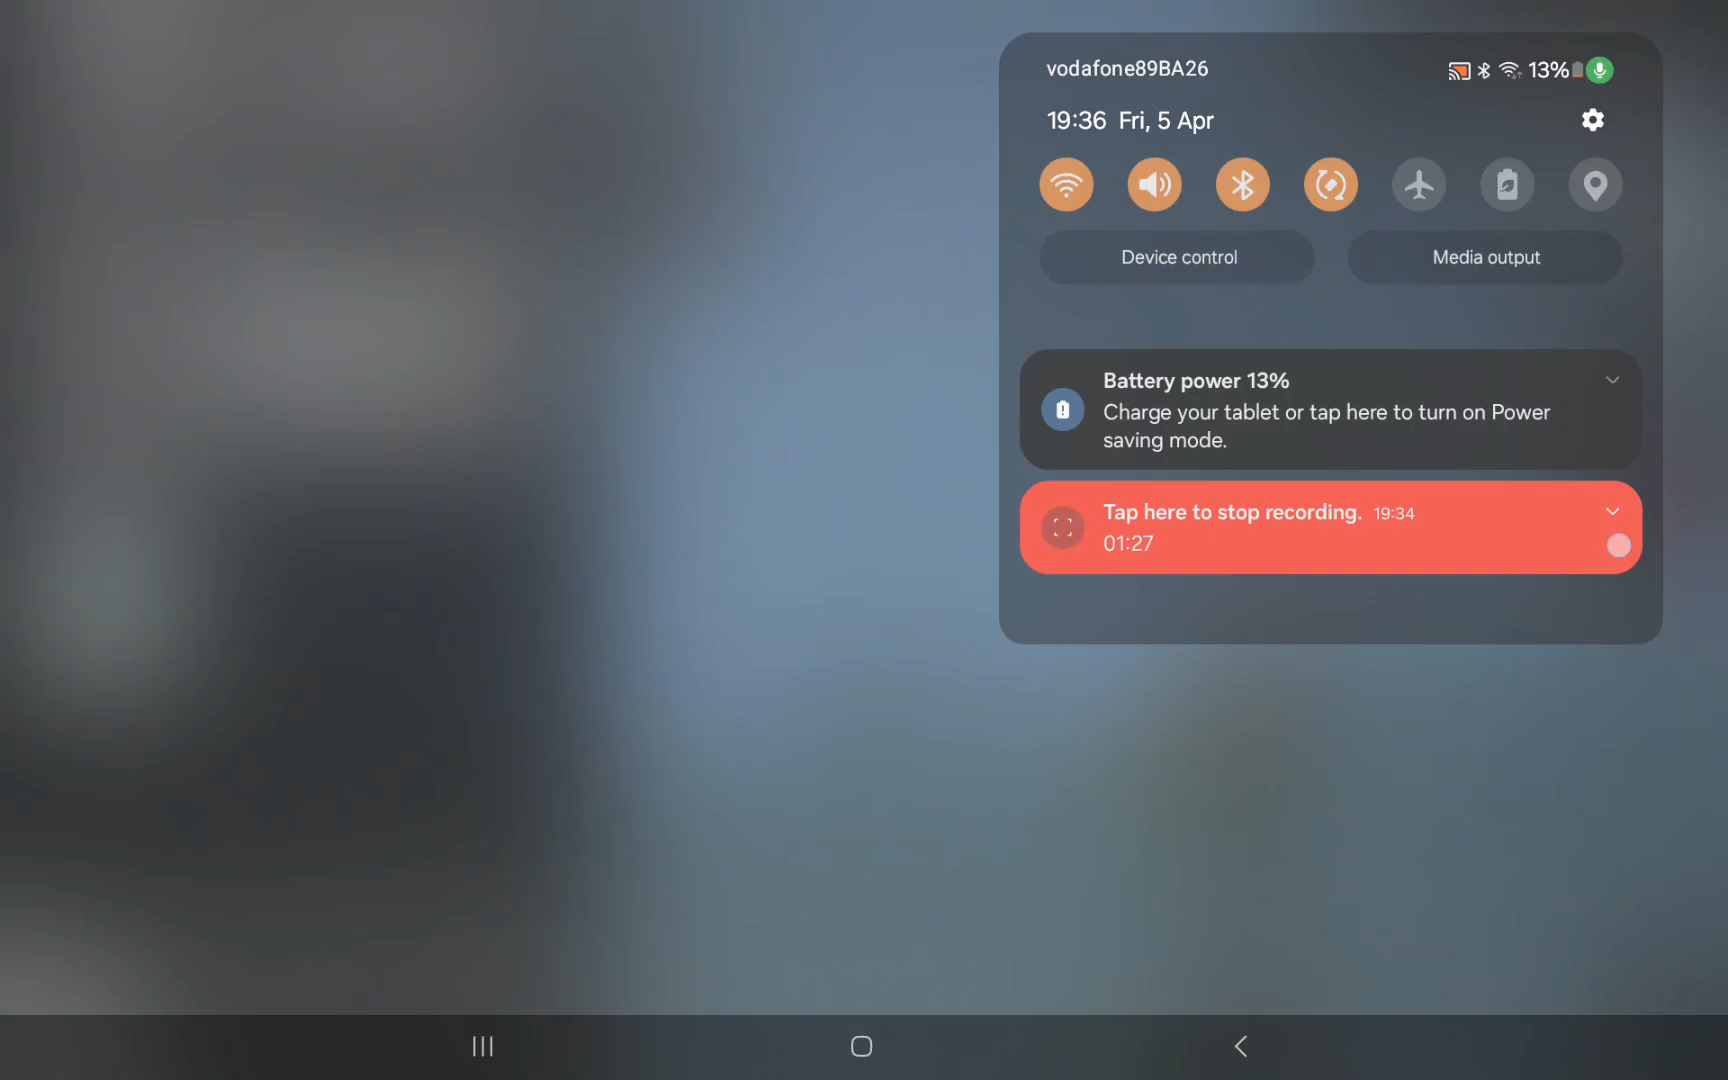 vodafone89BA26
13%
19:36 Fri, 5 Apr
Device control
Media output
Battery power 13%
Charge your tablet or tap here to turn on Power
saving mode.
Tap here to stop recording. 19:34
01:27